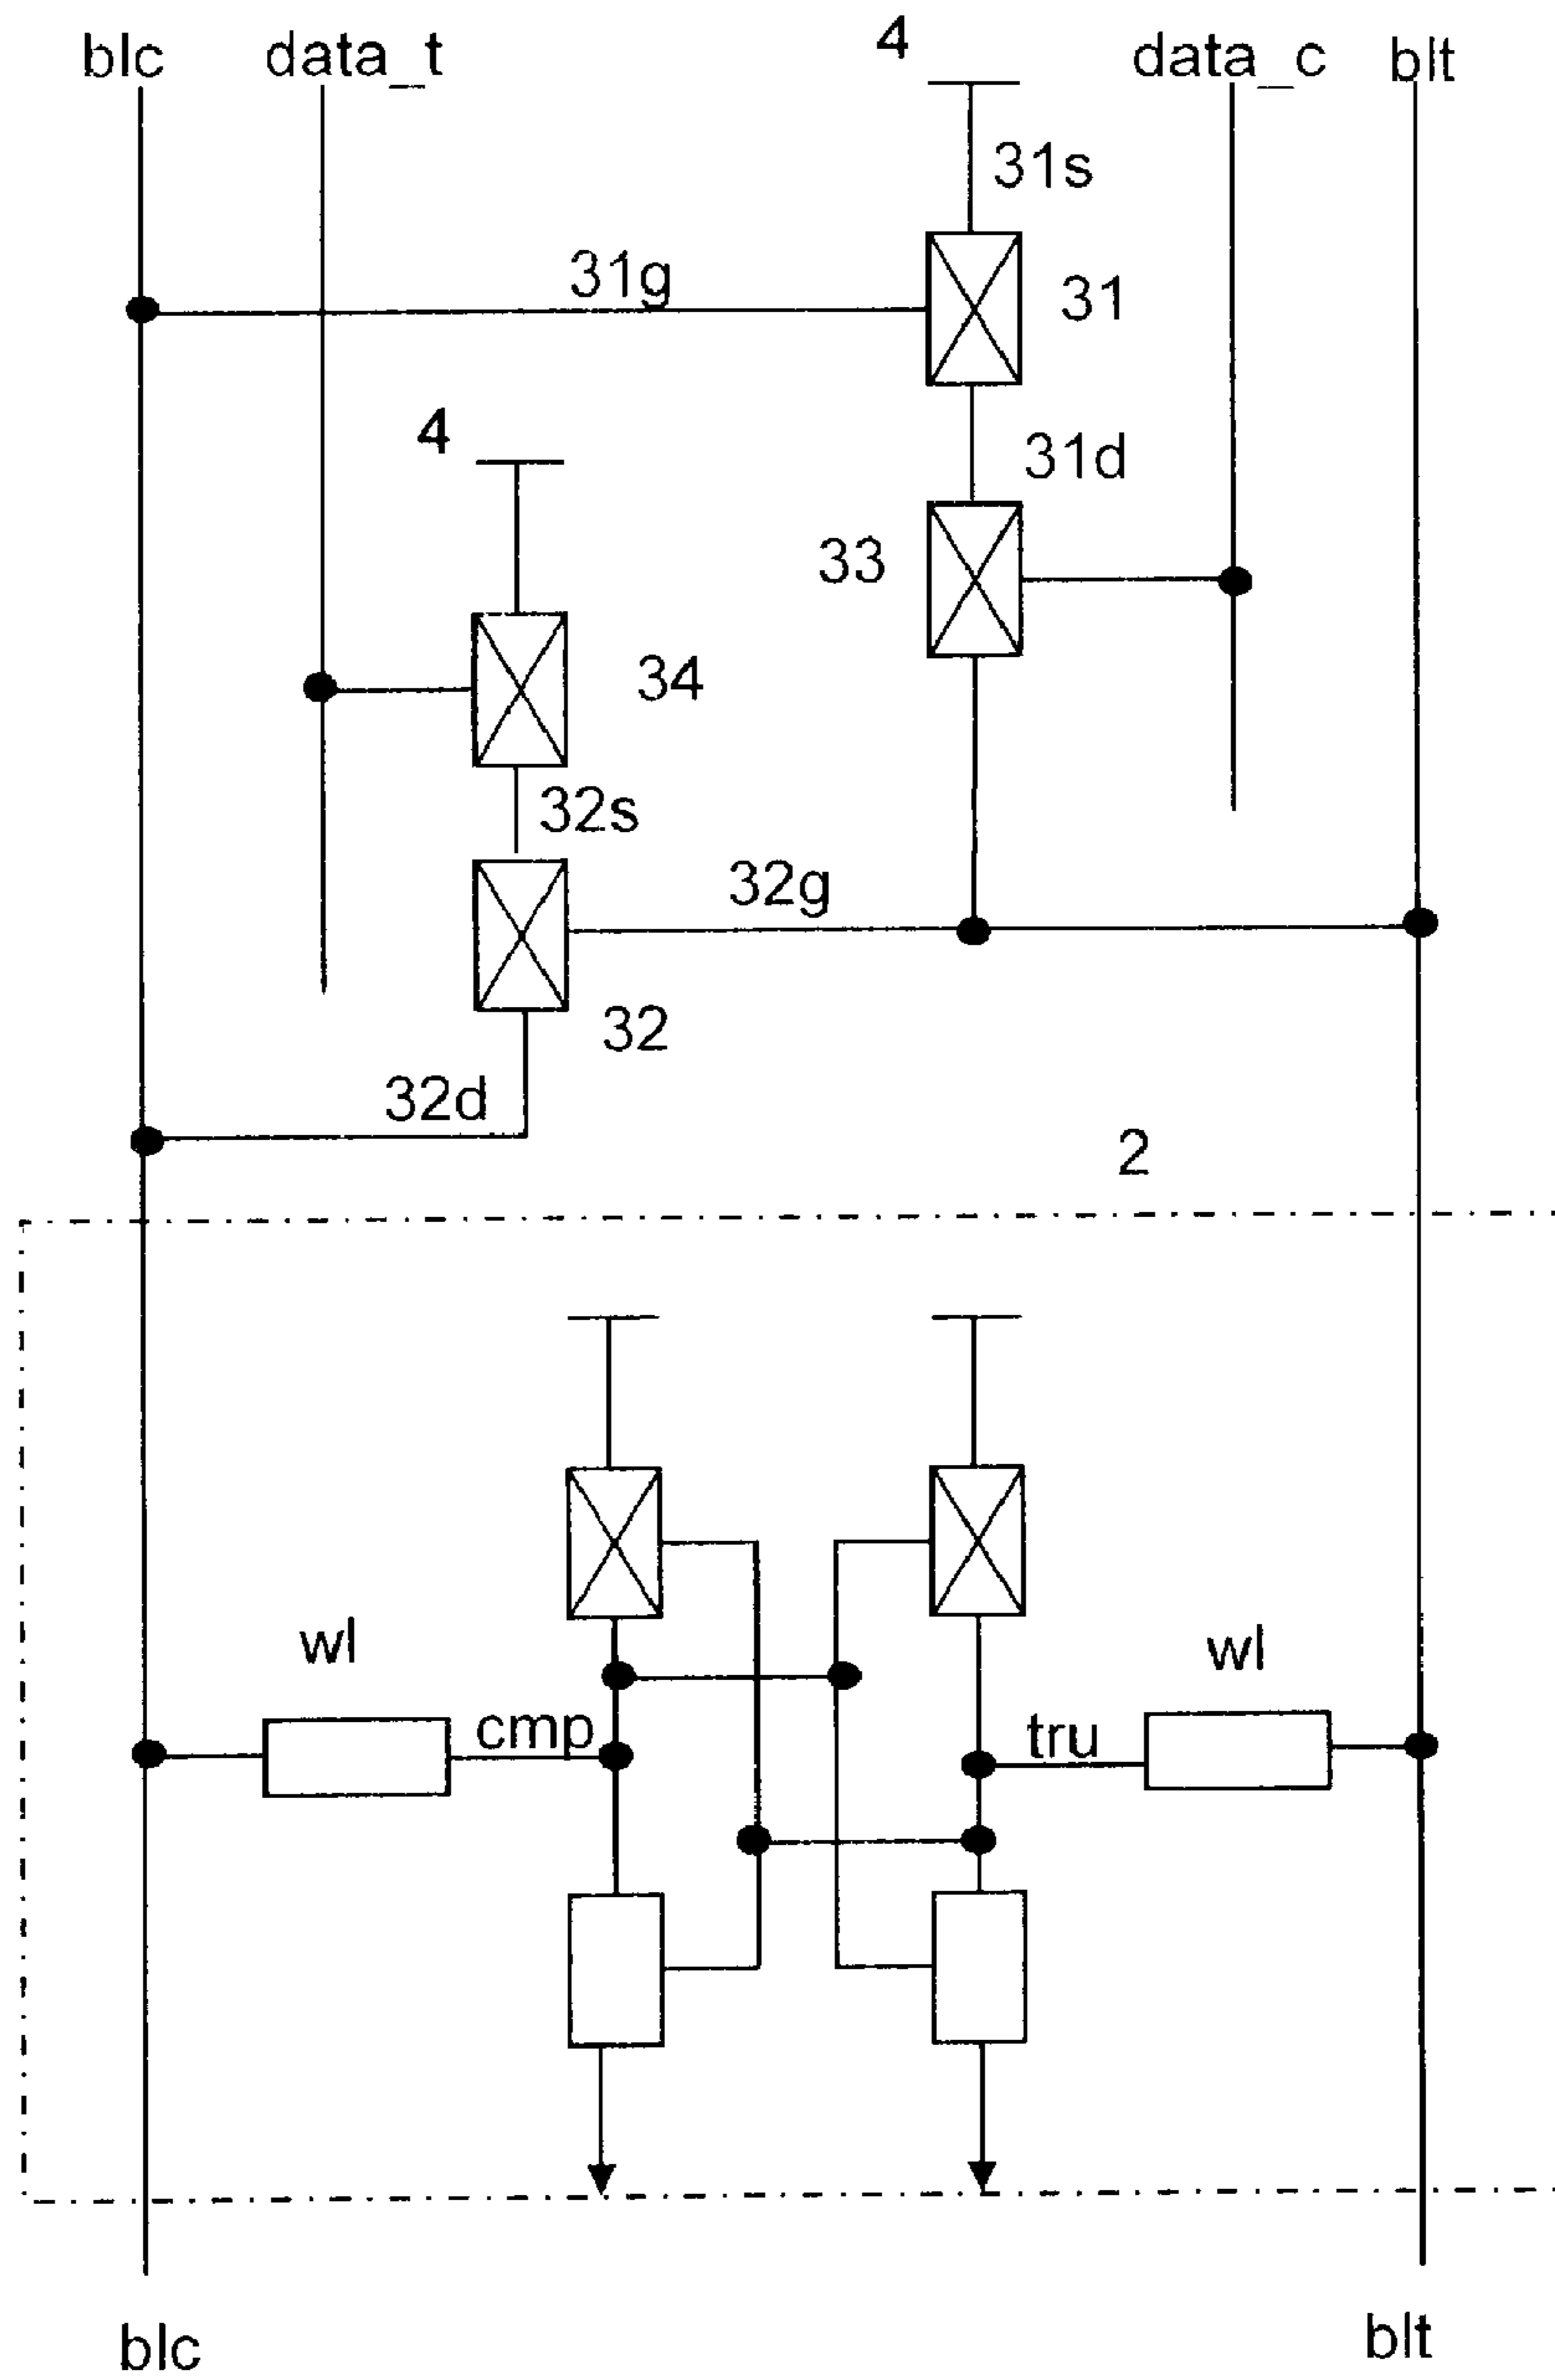 blc
data_t
4
data_c
blt
31s
31g
31
4
31d
33
34
32s
32g
32
32d
2
wl
wl
cmp
tru
blc
blt